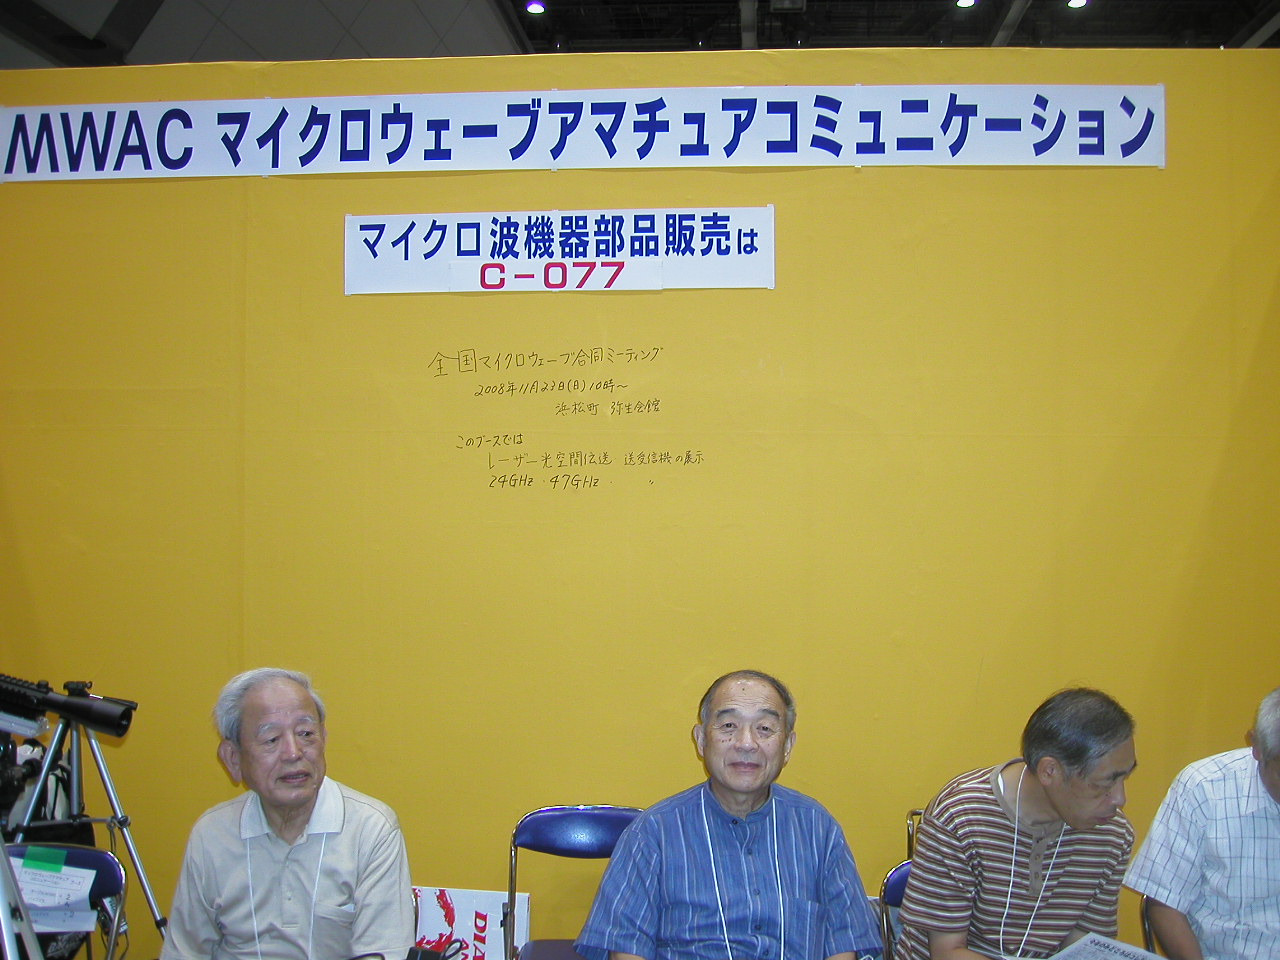 MWAC マイクロウェーブアマチュアコミュニケーション
マイクロ波機器部品販売は
C-077
全国マイクロウェーブ合同ミーティング
2008年11月23日(日)10時～
浜松町 弥生会館
このブースでは
レーザー光空間伝送 送受信機の展示
24GHz・47GHz・ 〃
DIA